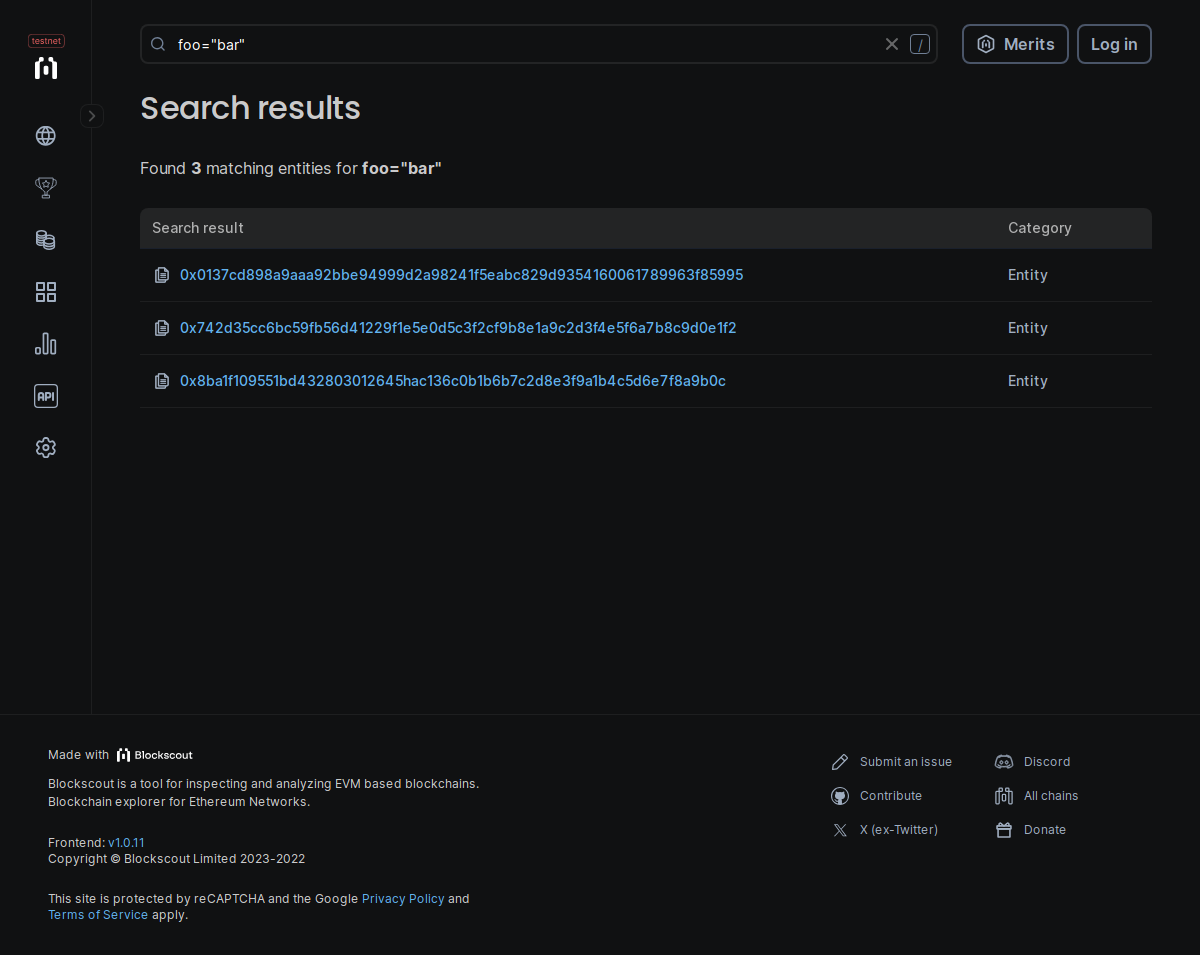 testnet
foo="bar"
/
Merits
Log in
Search results
Found 3 matching entities for foo="bar"
Search result Category
0x0137cd898a9aaa92bbe94999d2a98241f5eabc829d9354160061789963f85995 Entity
0x742d35cc6bc59fb56d41229f1e5e0d5c3f2cf9b8e1a9c2d3f4e5f6a7b8c9d0e1f2 Entity
0x8ba1f109551bd432803012645hac136c0b1b6b7c2d8e3f9a1b4c5d6e7f8a9b0c Entity
API
Made with Blockscout
Blockscout is a tool for inspecting and analyzing EVM based blockchains.
Blockchain explorer for Ethereum Networks.
Frontend: v1.0.11
Copyright © Blockscout Limited 2023-2022
This site is protected by reCAPTCHA and the Google Privacy Policy and
Terms of Service apply.
Submit an issue
Contribute
X (ex-Twitter)
Discord
All chains
Donate